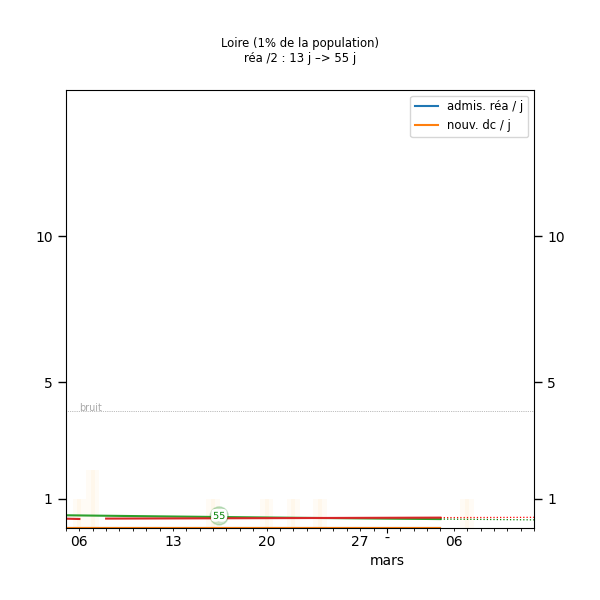 Loire (1% de la population)
réa /2 : 13 j –> 55 j
admis. réa / j
nouv. dc / j
10
10
5
5
bruit
1
1
55
06
13
20
27
-
06
mars